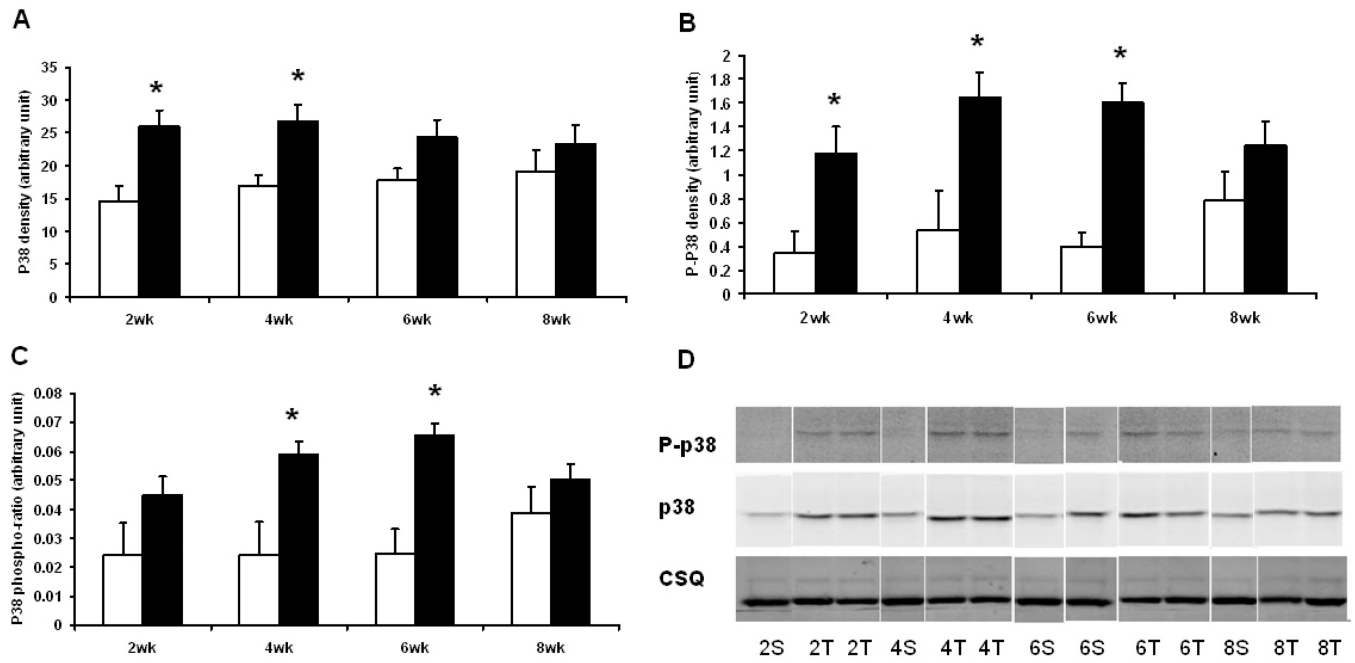 A
P38 density (arbitrary unit)
35
30
25
20
15
10
5
0
*
*
2wk 4wk 6wk 8wk
B
P-P38 density (arbitrary unit)
2
1.8
1.6
1.4
1.2
1
0.8
0.6
0.4
0.2
0
*
*
*
2wk 4wk 6wk 8wk
C
P38 phospho-ratio (arbitrary unit)
0.08
0.07
0.06
0.05
0.04
0.03
0.02
0.01
0
*
*
2wk 4wk 6wk 8wk
D
P-p38
p38
CSQ
2S 2T 2T 4S 4T 4T 6S 6S 6T 6T 8S 8T 8T